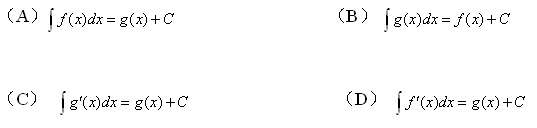 （A）∫f(x)dx = g(x)+C （B） ∫g(x)dx = f(x)+C
（C） ∫g'(x)dx = g(x)+C （D） ∫f'(x)dx = g(x)+C